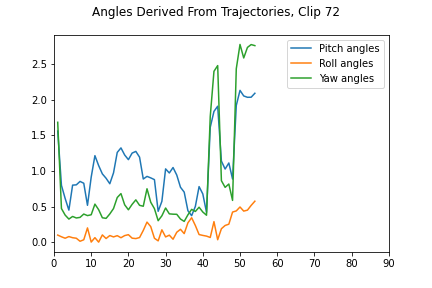 Angles Derived From Trajectories, Clip 72
Pitch angles
Roll angles
Yaw angles
2.5
2.0
1.5
1.0
0.5
0.0
0 10 20 30 40 50 60 70 80 90